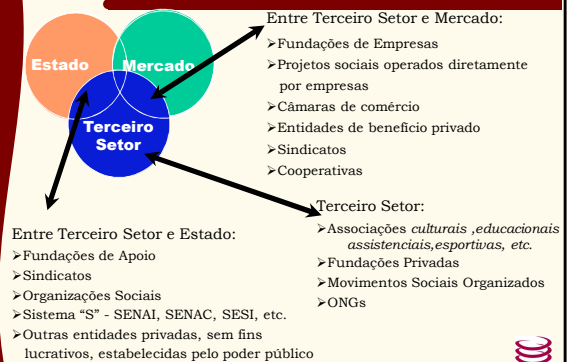 Estado
Mercado
Terceiro
Setor
Entre Terceiro Setor e Mercado:
➢Fundações de Empresas
➢Projetos sociais operados diretamente
por empresas
➢Câmaras de comércio
➢Entidades de benefício privado
➢Sindicatos
➢Cooperativas
Terceiro Setor:
➢Associações culturais ,educacionais
assistenciais,esportivas, etc.
➢Fundações Privadas
➢Movimentos Sociais Organizados
➢ONGs
Entre Terceiro Setor e Estado:
➢Fundações de Apoio
➢Sindicatos
➢Organizações Sociais
➢Sistema “S” - SENAI, SENAC, SESI, etc.
➢Outras entidades privadas, sem fins
lucrativos, estabelecidas pelo poder público